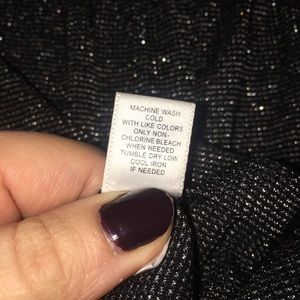 MACHINE WASH
COLD
WITH LIKE COLORS
ONLY NON-
CHLORINE BLEACH
WHEN NEEDED
TUMBLE DRY LOW
COOL IRON
IF NEEDED